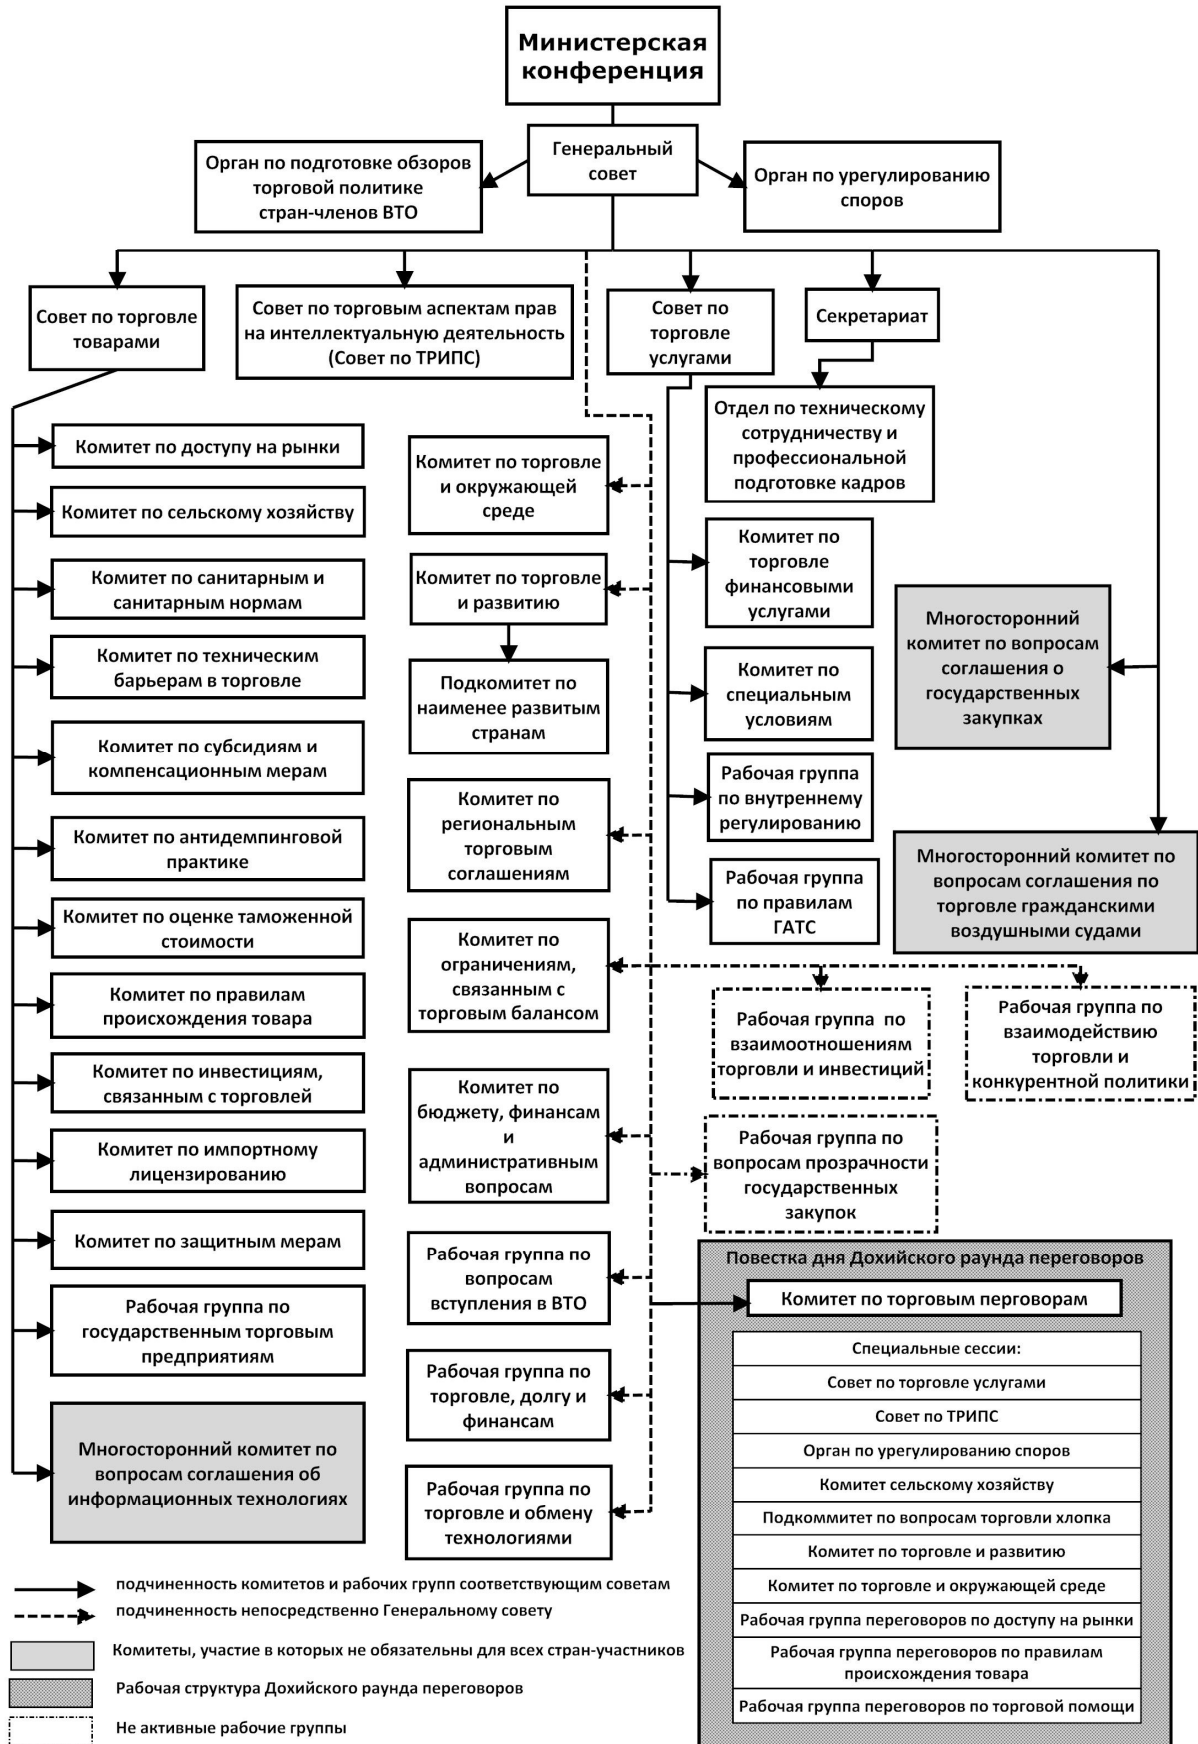 Министерская
конференция
Генеральный
совет
Орган по подготовке обзоров
торговой политике
стран-членов ВТО
Орган по урегулированию
споров
Совет по торговле
товарами
Совет по торговым аспектам прав
на интеллектуальную деятельность
(Совет по ТРИПС)
Совет по
торговле
услугами
Секретариат
Отдел по техническому
сотрудничеству и
профессиональной
подготовке кадров
Комитет по доступу на рынки
Комитет по сельскому хозяйству
Комитет по санитарным и
санитарным нормам
Комитет по техническим
барьерам в торговле
Комитет по субсидиям и
компенсационным мерам
Комитет по антидемпинговой
практике
Комитет по оценке таможенной
стоимости
Комитет по правилам
происхождения товара
Комитет по инвестициям,
связанным с торговлей
Комитет по импортному
лицензированию
Комитет по защитным мерам
Рабочая группа по
государственным торговым
предприятиям
Многосторонний комитет по
вопросам соглашения об
информационных технологиях
Комитет по торговле
и окружающей
среде
Комитет по торговле
и развитию
Подкомитет по
наименее развитым
странам
Комитет по
региональным
торговым
соглашениям
Комитет по
ограничениям,
связанным с
торговым балансом
Комитет по
бюджету, финансам
и
административным
вопросам
Рабочая группа по
вопросам
вступления в ВТО
Рабочая группа по
торговле, долгу и
финансам
Рабочая группа по
торговле и обмену
технологиями
Комитет по
торговле
финансовыми
услугами
Комитет по
специальным
условиям
Рабочая группа
по внутреннему
регулированию
Рабочая группа
по правилам
ГАТС
Многосторонний
комитет по вопросам
соглашения о
государственных
закупках
Многосторонний комитет по
вопросам соглашения по
торговле гражданскими
воздушными судами
Рабочая группа по
взаимоотношениям
торговли и инвестиций
Рабочая группа по
взаимодействию
торговли и
конкурентной политики
Рабочая группа по
вопросам прозрачности
государственных
закупок
Повестка дня Дохийского раунда переговоров
Комитет по торговым перговорам
Специальные сессии:
Совет по торговле услугами
Совет по ТРИПС
Орган по урегулированию споров
Комитет сельскому хозяйству
Подкоммитет по вопросам торговли хлопка
Комитет по торговле и развитию
Комитет по торговле и окружающей среде
Рабочая группа переговоров по доступу на рынки
Рабочая группа переговоров по правилам
происхождения товара
Рабочая группа переговоров по торговой помощи
подчиненность комитетов и рабочих групп соответствующим советам
подчиненность непосредственно Генеральному совету
Комитеты, участие в которых не обязательны для всех стран-участников
Рабочая структура Дохийского раунда переговоров
Не активные рабочие группы